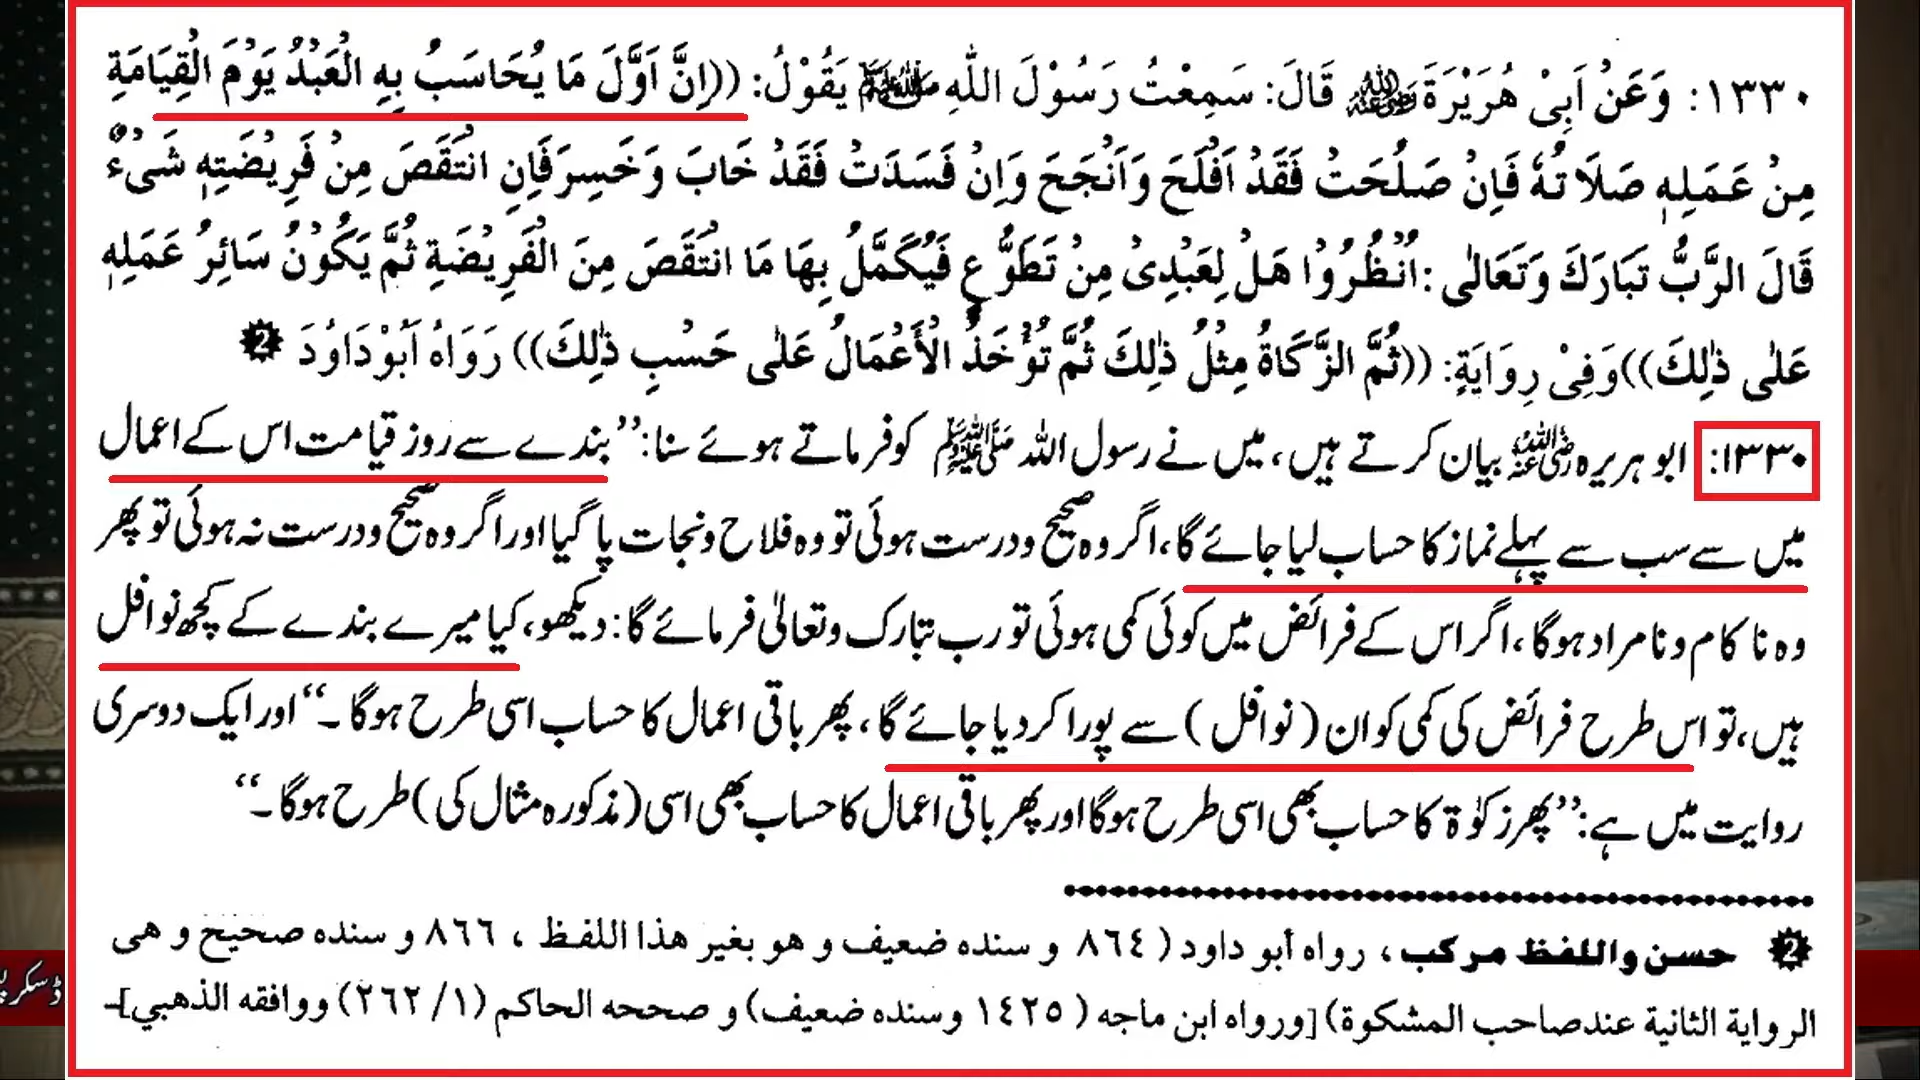 ١٣٣٠: وَعَنْ اَبِىْ هُرَيْرَةَ ؓ قَالَ: سَمِعْتُ رَسُوْلَ اللّٰهِ ﷺ يَقُوْلُ: ((اِنَّ اَوَّلَ مَا يُحَاسَبُ بِهِ الْعَبْدُ يَوْمَ الْقِيَامَةِ
مِنْ عَمَلِهٖ صَلَاتُهٗ فَاِنْ صَلُحَتْ فَقَدْ اَفْلَحَ وَاَنْجَحَ وَاِنْ فَسَدَتْ فَقَدْ خَابَ وَخَسِرَ فَاِنِ انْتَقَصَ مِنْ فَرِيْضَتِهٖ شَىْءٌ
قَالَ الرَّبُّ تَبَارَكَ وَتَعَالٰى: اُنْظُرُوْا هَلْ لِعَبْدِىْ مِنْ تَطَوُّعٍ فَيُكَمَّلُ بِهَا مَا انْتَقَصَ مِنَ الْفَرِيْضَةِ ثُمَّ يَكُوْنُ سَائِرُ عَمَلِهٖ
عَلٰى ذٰلِكَ)) وَفِىْ رِوَايَةٍ: ((ثُمَّ الزَّكَاةُ مِثْلُ ذٰلِكَ ثُمَّ تُؤْخَذُ الْأَعْمَالُ عَلٰى حَسْبِ ذٰلِكَ)) رَوَاهُ اَبُوْدَاوُدَ 2
١٣٣٠: ابو ہریرہ ؓ بیان کرتے ہیں، میں نے رسول اللہ ﷺ کو فرماتے ہوئے سنا: ’’بندے سے روز قیامت اس کے اعمال
میں سے سب سے پہلے نماز کا حساب لیا جائے گا، اگر وہ صحیح و درست ہوئی تو وہ فلاح و نجات پا گیا اور اگر وہ صحیح و درست نہ ہوئی تو پھر
وہ نا کام و نامراد ہوگا، اگر اس کے فرائض میں کوئی کمی ہوئی تو رب تبارک و تعالیٰ فرمائے گا: دیکھو، کیا میرے بندے کے کچھ نوافل
ہیں، تو اس طرح فرائض کی کمی کو ان (نوافل) سے پورا کر دیا جائے گا، پھر باقی اعمال کا حساب اسی طرح ہوگا۔‘‘ اور ایک دوسری
روایت میں ہے: ’’پھر زکوٰۃ کا حساب بھی اسی طرح ہوگا اور پھر باقی اعمال کا حساب بھی اسی (مذکورہ مثال کی) طرح ہوگا۔‘‘
2 حسن واللفظ مركب، رواه أبو داود (٨٦٤ و سنده ضعيف و هو بغير هذا اللفظ، ٨٦٦ و سنده صحيح و هى
الرواية الثانية عند صاحب المشكوة) [ورواه ابن ماجه (١٤٢٥ وسنده ضعيف) و صححه الحاكم (١/ ٢٦٢) ووافقه الذهبي]۔